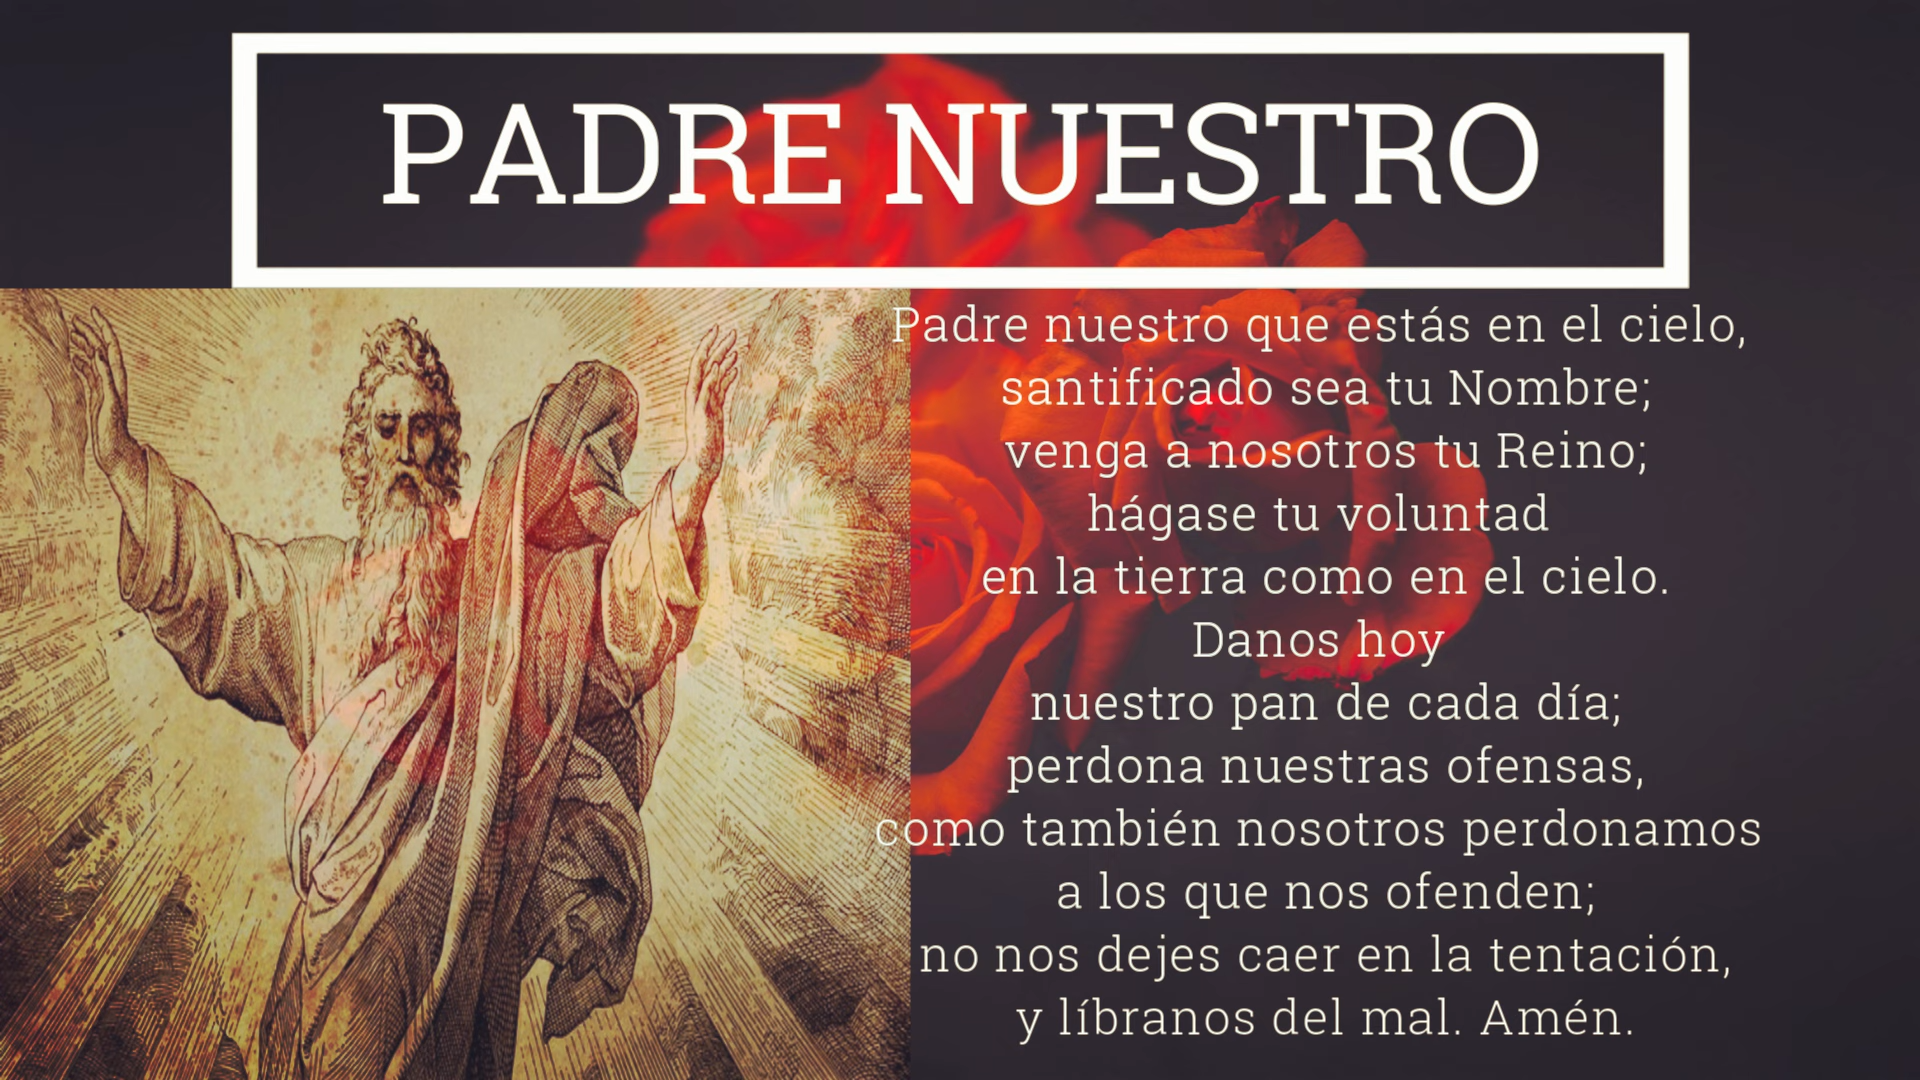 PADRE NUESTRO
Padre nuestro que estás en el cielo,
santificado sea tu Nombre;
venga a nosotros tu Reino;
hágase tu voluntad
en la tierra como en el cielo.
Danos hoy
nuestro pan de cada día;
perdona nuestras ofensas,
como también nosotros perdonamos
a los que nos ofenden;
no nos dejes caer en la tentación,
y líbranos del mal. Amén.